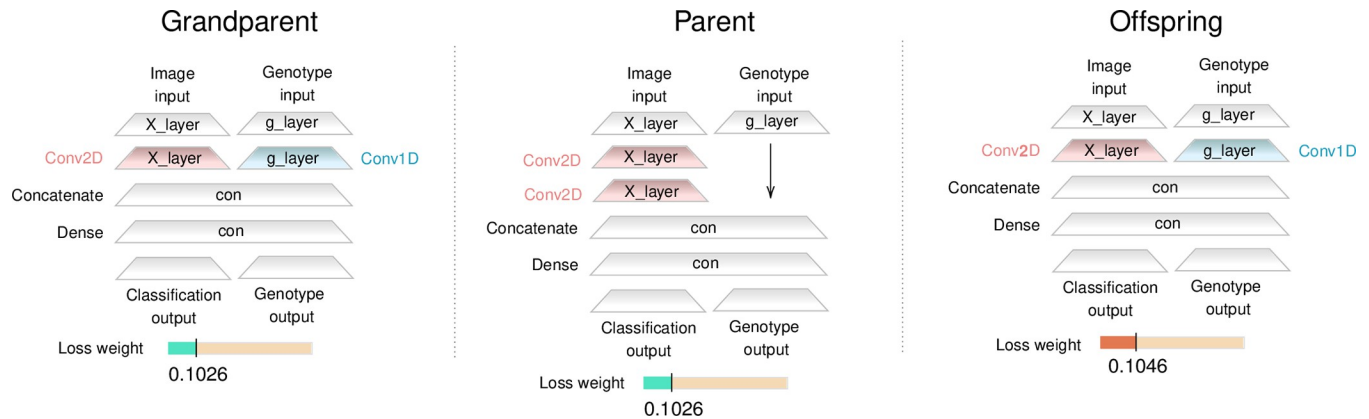 Grandparent
Image
input
Genotype
input
X_layer
g_layer
Conv2D
X_layer
g_layer
Conv1D
Concatenate
con
Dense
con
Classification
output
Genotype
output
Loss weight
0.1026
Parent
Image
input
Genotype
input
X_layer
g_layer
Conv2D
X_layer
Conv2D
X_layer
Concatenate
con
Dense
con
Classification
output
Genotype
output
Loss weight
0.1026
Offspring
Image
input
Genotype
input
X_layer
g_layer
Conv2D
X_layer
g_layer
Conv1D
Concatenate
con
Dense
con
Classification
output
Genotype
output
Loss weight
0.1046